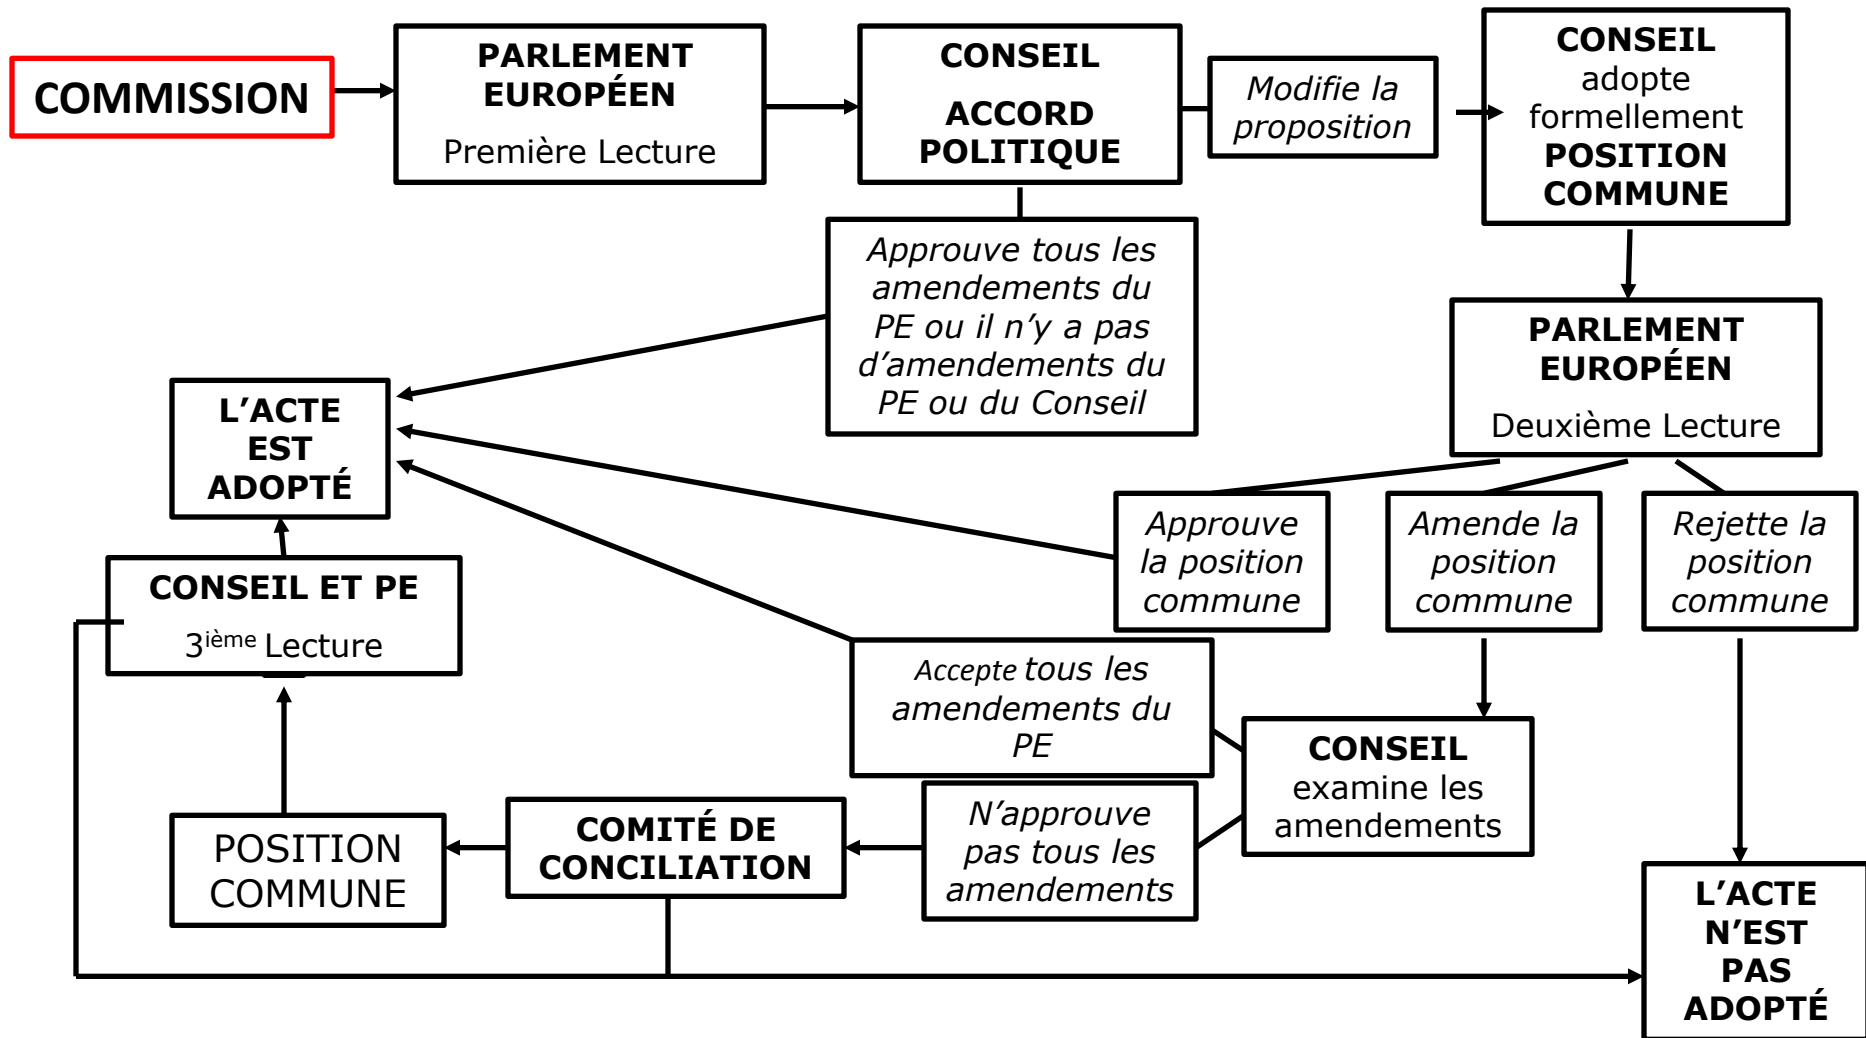 COMMISSION
PARLEMENT
EUROPÉEN
Première Lecture
CONSEIL
ACCORD
POLITIQUE
Modifie la
proposition
CONSEIL
adopte
formellement
POSITION
COMMUNE
Approuve tous les
amendements du
PE ou il n’y a pas
d’amendements du
PE ou du Conseil
PARLEMENT
EUROPÉEN
Deuxième Lecture
L’ACTE
EST
ADOPTÉ
Approuve
la position
commune
Amende la
position
commune
Rejette la
position
commune
CONSEIL ET PE
3ième Lecture
Accepte tous les
amendements du
PE
CONSEIL
examine les
amendements
N’approuve
pas tous les
amendements
COMITÉ DE
CONCILIATION
POSITION
COMMUNE
L’ACTE
N’EST
PAS
ADOPTÉ